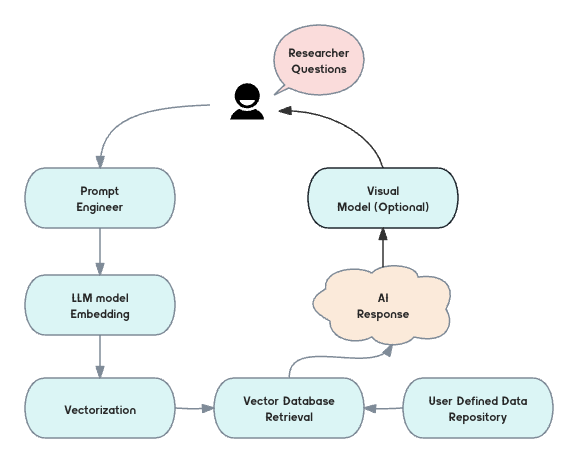 Researcher
Questions
Prompt
Engineer
Visual
Model (Optional)
LLM model
Embedding
AI
Response
Vectorization
Vector Database
Retrieval
User Defined Data
Repository